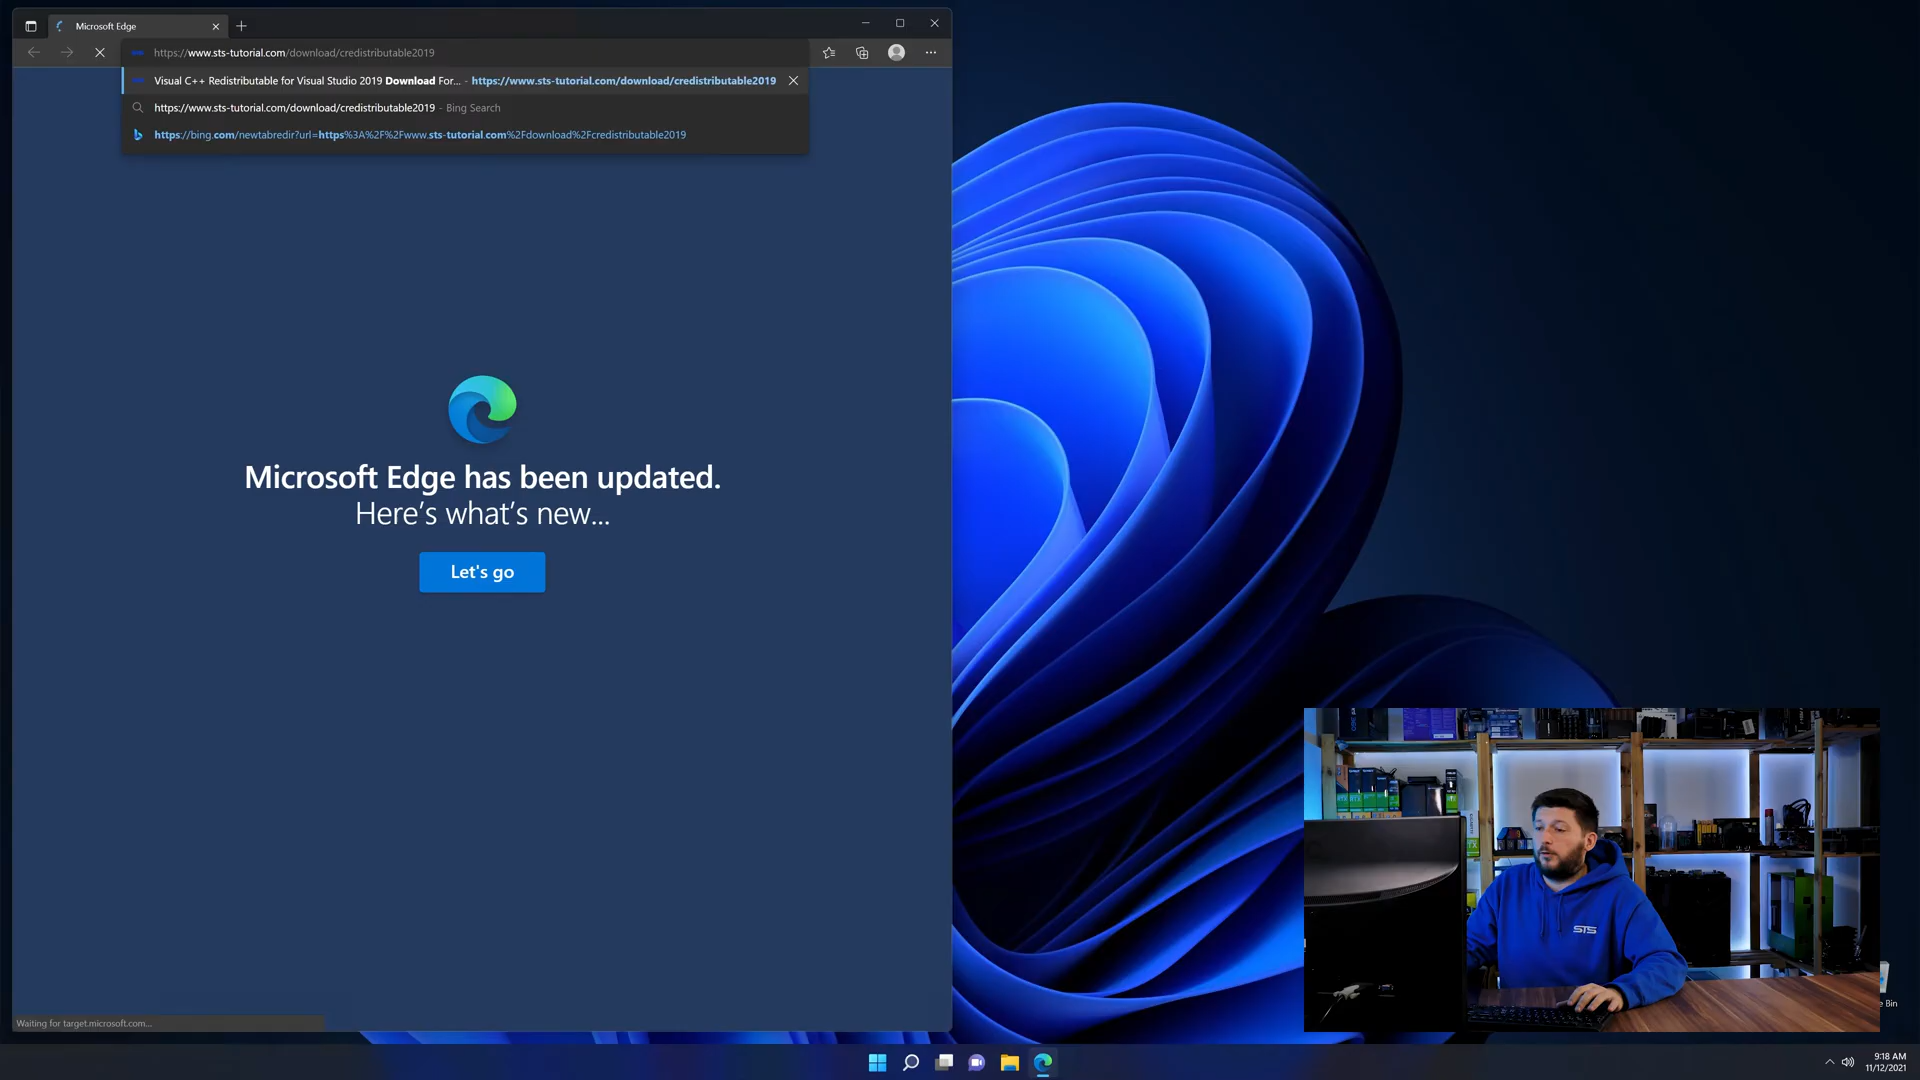 Microsoft Edge
https://www.sts-tutorial.com/download/credistributable2019
Visual C++ Redistributable for Visual Studio 2019 Download For... - https://www.sts-tutorial.com/download/credistributable2019
https://www.sts-tutorial.com/download/credistributable2019 - Bing Search
https://bing.com/newtabredir?url=https%3A%2F%2Fwww.sts-tutorial.com%2Fdownload%2Fcredistributable2019
Microsoft Edge has been updated.
Here's what's new...
Let's go
STS
e Bin
Waiting for target.microsoft.com...
9:18 AM
11/12/2021